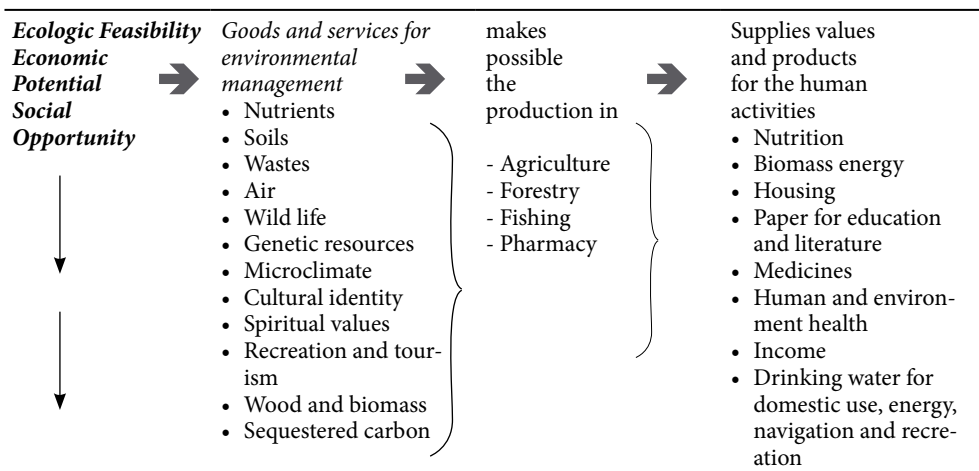 Ecologic Feasibility
Economic
Potential
Social
Opportunity
Goods and services for
environmental
management
• Nutrients
• Soils
• Wastes
• Air
• Wild life
• Genetic resources
• Microclimate
• Cultural identity
• Spiritual values
• Recreation and tour-
ism
• Wood and biomass
• Sequestered carbon
makes
possible
the
production in
- Agriculture
- Forestry
- Fishing
- Pharmacy
Supplies values
and products
for the human
activities
• Nutrition
• Biomass energy
• Housing
• Paper for education
and literature
• Medicines
• Human and environ-
ment health
• Income
• Drinking water for
domestic use, energy,
navigation and recre-
ation